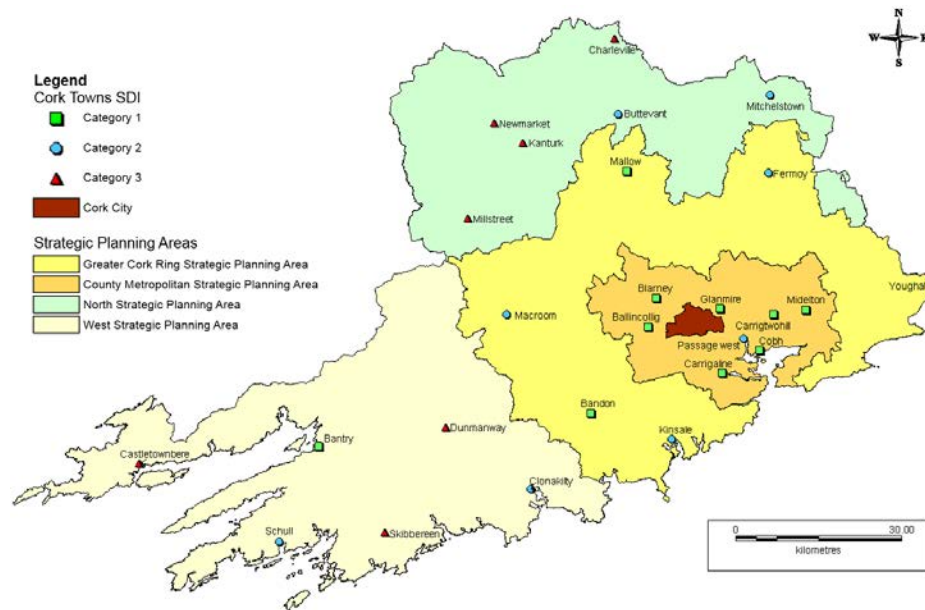 N
W E
S
Legend
Cork Towns SDI
Category 1
Category 2
Category 3
Cork City
Strategic Planning Areas
Greater Cork Ring Strategic Planning Area
County Metropolitan Strategic Planning Area
North Strategic Planning Area
West Strategic Planning Area
Charleville
Mitchelstown
Buttevant
Newmarket
Kanturk
Mallow
Fermoy
Millstreet
Youghal
Blarney
Glanmire
Midelton
Macroom
Ballincollig
Carrigtwohill
Passage west
Cobh
Carrigaline
Bandon
Dunmanway
Kinsale
Bantry
Castletownbere
Clonakilty
Schull
Skibbereen
0 30.00
kilometres